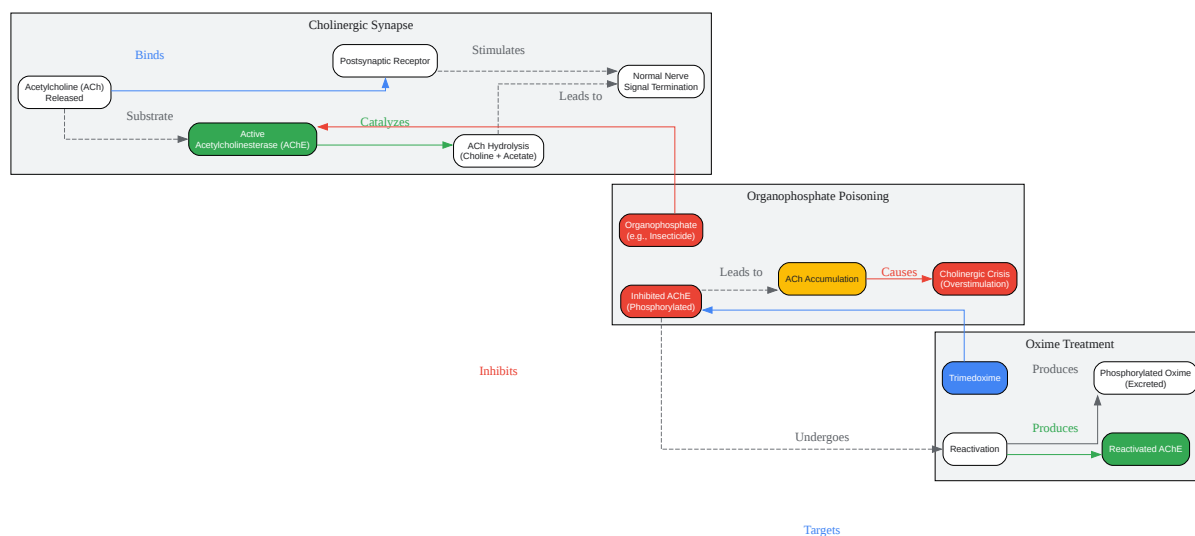 Cholinergic Synapse
Binds
Postsynaptic Receptor
Stimulates
Normal Nerve
Signal Termination
Acetylcholine (ACh)
Released
Leads to
Substrate
Catalyzes
Active
Acetylcholinesterase (AChE)
ACh Hydrolysis
(Choline + Acetate)
Organophosphate Poisoning
Organophosphate
(e.g., Insecticide)
Leads to
ACh Accumulation
Causes
Cholinergic Crisis
(Overstimulation)
Inhibited AChE
(Phosphorylated)
Oxime Treatment
Inhibits
Trimedoxime
Produces
Phosphorylated Oxime
(Excreted)
Undergoes
Produces
Reactivation
Reactivated AChE
Targets